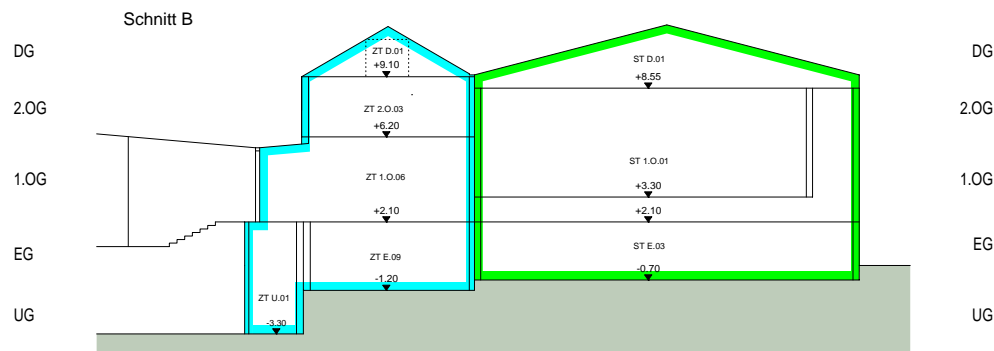 Schnitt B
DG
DG
ZT D.01
+9.10
ST D.01
+8.55
2.OG
2.OG
ZT 2.O.03
+6.20
1.OG
1.OG
ZT 1.O.06
+2.10
ST 1.O.01
+3.30
+2.10
EG
EG
ZT E.09
-1.20
ST E.03
-0.70
UG
UG
ZT U.01
-3.30